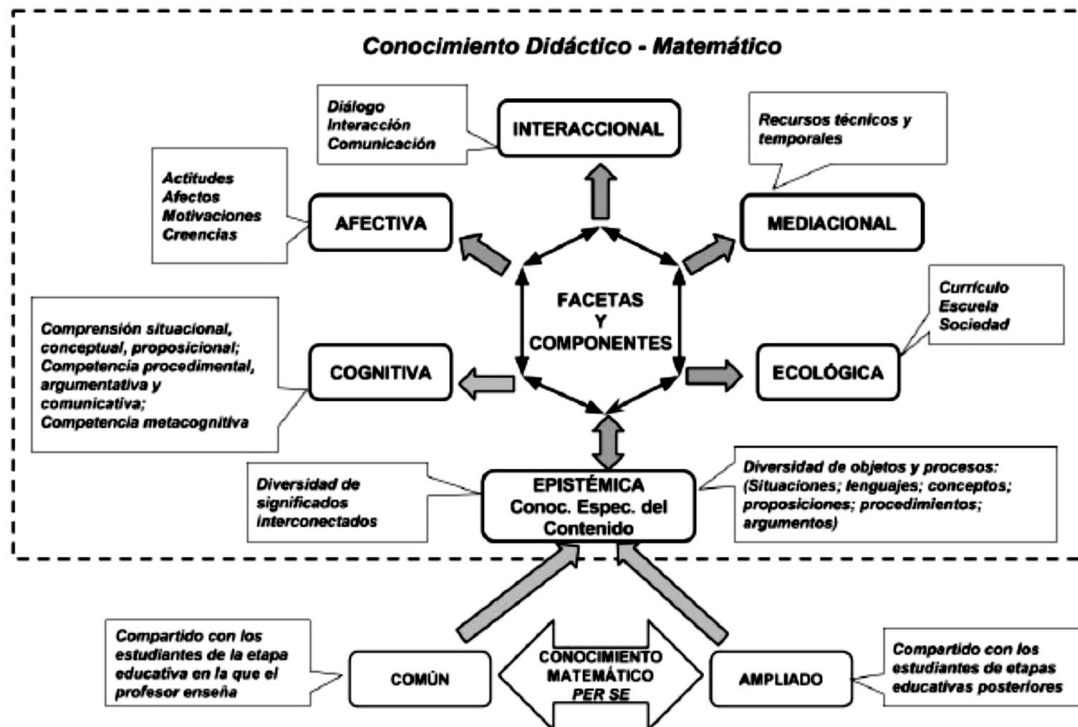 Conocimiento Didáctico - Matemático
Diálogo
Interacción
Comunicación
INTERACCIONAL
Recursos técnicos y
temporales
Actitudes
Afectos
Motivaciones
Creencias
AFECTIVA
MEDIACIONAL
FACETAS
Y
COMPONENTES
Currículo
Escuela
Sociedad
Comprensión situacional,
conceptual, proposicional;
Competencia procedimental,
argumentativa y
comunicativa;
Competencia metacognitiva
COGNITIVA
ECOLÓGICA
Diversidad de
significados
interconectados
EPISTÉMICA
Conoc. Espec. del
Contenido
Diversidad de objetos y procesos:
(Situaciones; lenguajes; conceptos;
proposiciones; procedimientos;
argumentos)
Compartido con los
estudiantes de la etapa
educativa en la que el
profesor enseña
COMÚN
CONOCIMIENTO
MATEMÁTICO
PER SE
AMPLIADO
Compartido con los
estudiantes de etapas
educativas posteriores